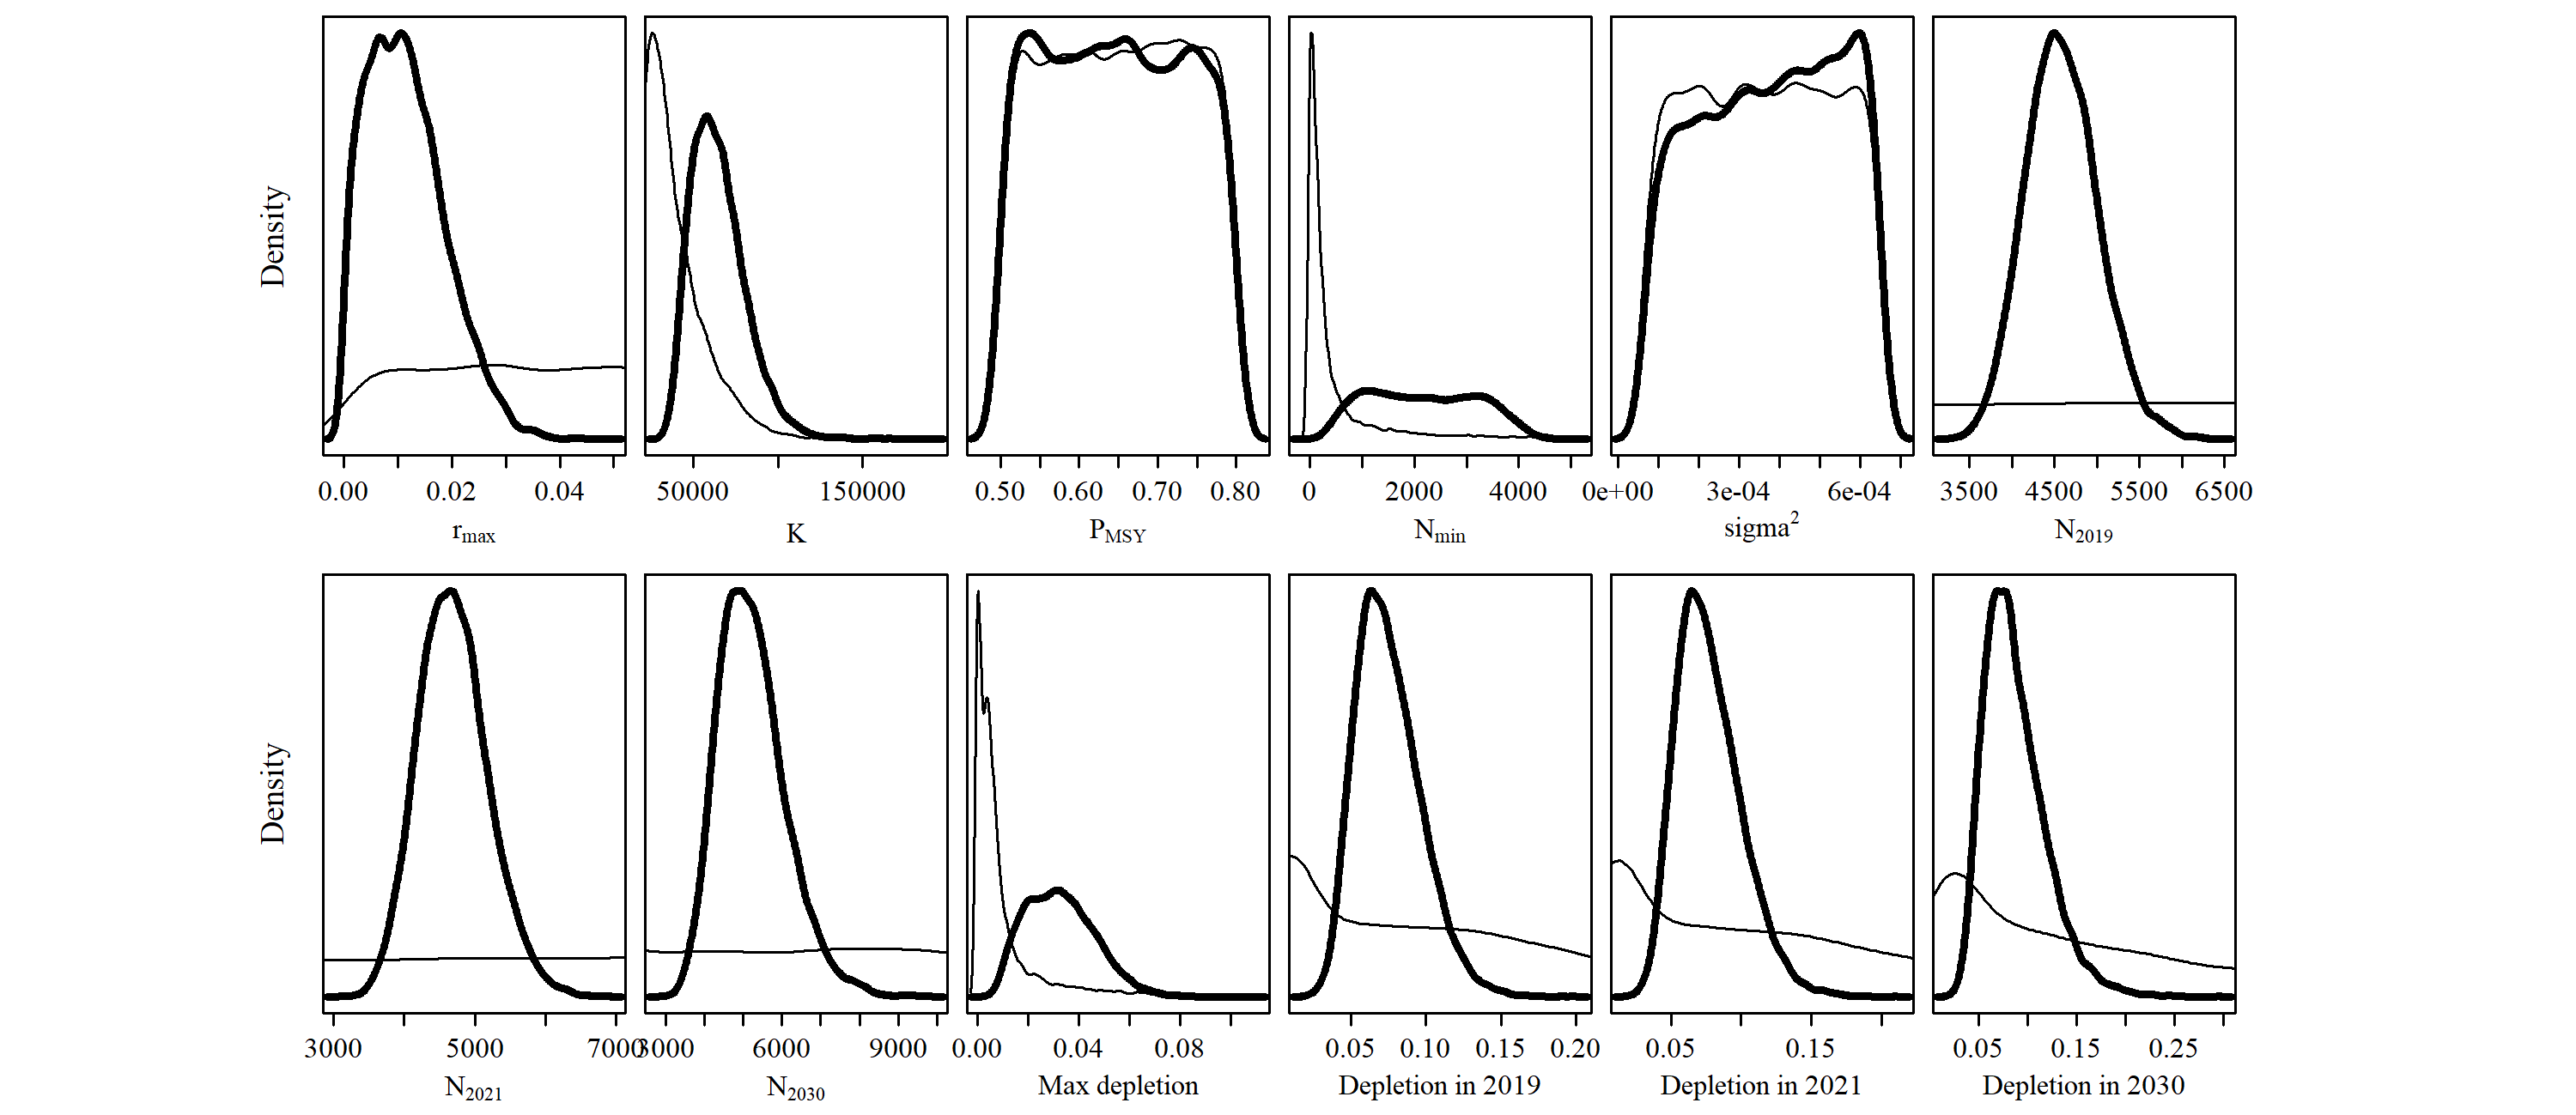 Density
0.00 0.02 0.04
r_max
50000 150000
K
0.50 0.60 0.70 0.80
P_MSY
0 2000 4000
N_min
0e+00 3e-04 6e-04
sigma²
3500 4500 5500 6500
N_2019
Density
3000 5000 7000
N_2021
3000 6000 9000
N_2030
0.00 0.04 0.08
Max depletion
0.05 0.10 0.15 0.20
Depletion in 2019
0.05 0.15
Depletion in 2021
0.05 0.15 0.25
Depletion in 2030